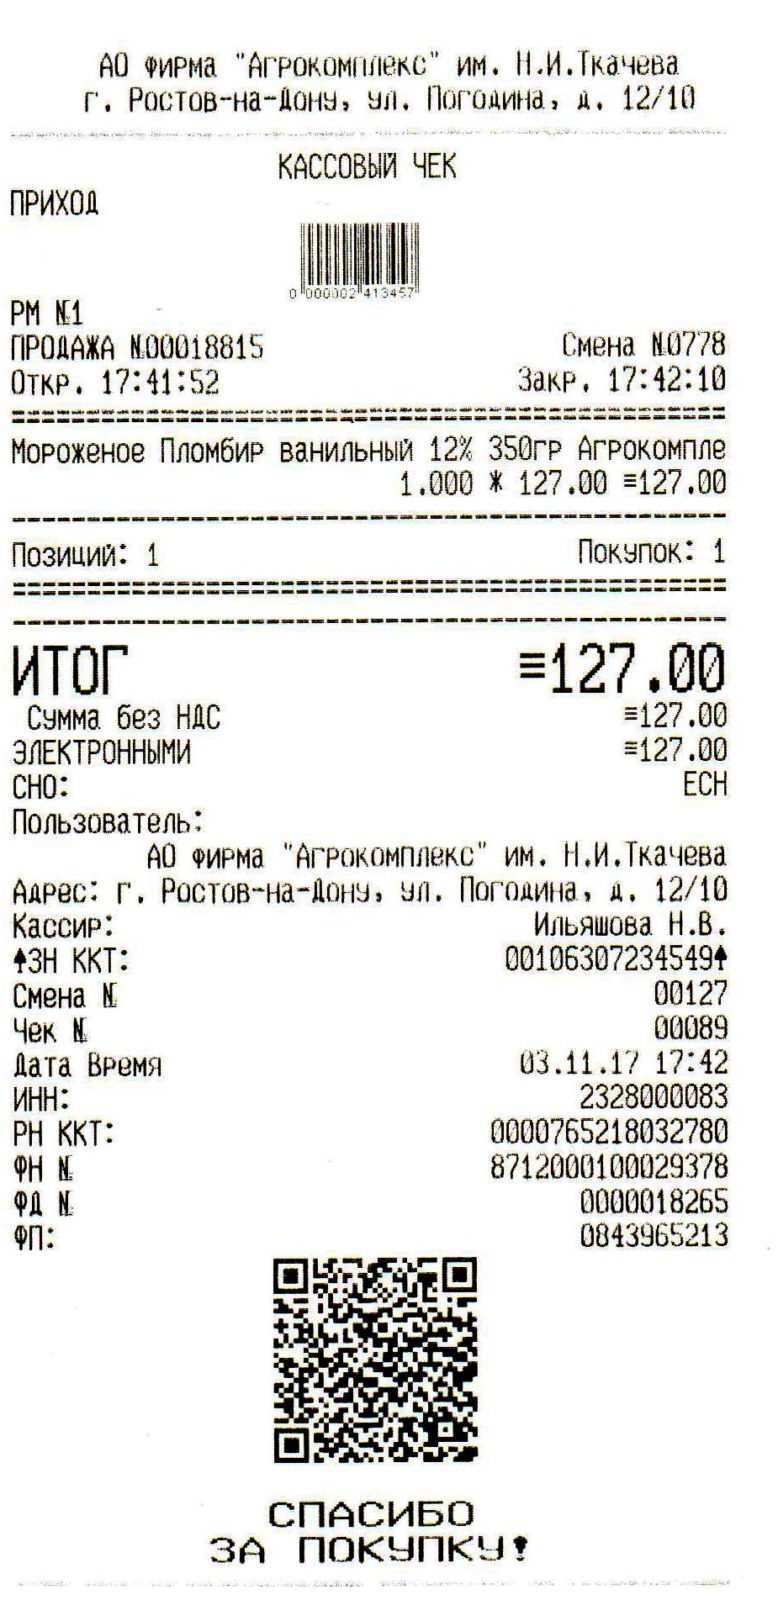 АО фирма "Агрокомплекс" им. Н.И.Ткачева
г. Ростов-на-Дону, ул. Погодина, д. 12/10
КАССОВЫЙ ЧЕК
ПРИХОД
0 000002 413457
РМ №1
ПРОДАЖА №00018815 Смена №0778
Откр. 17:41:52 Закр. 17:42:10
Мороженое Пломбир ванильный 12% 350гр Агрокомпле
1.000 * 127.00 ≡127.00
Позиций: 1 Покупок: 1
ИТОГ ≡127.00
Сумма без НДС ≡127.00
ЭЛЕКТРОННЫМИ ≡127.00
СНО: ЕСН
Пользователь:
АО фирма "Агрокомплекс" им. Н.И.Ткачева
Адрес: г. Ростов-на-Дону, ул. Погодина, д. 12/10
Кассир: Ильяшова Н.В.
↑ЗН ККТ: 00106307234549↑
Смена № 00127
Чек № 00089
Дата Время 03.11.17 17:42
ИНН: 2328000083
РН ККТ: 0000765218032780
ФН № 8712000100029378
ФД № 0000018265
ФП: 0843965213
СПАСИБО
ЗА ПОКУПКУ!